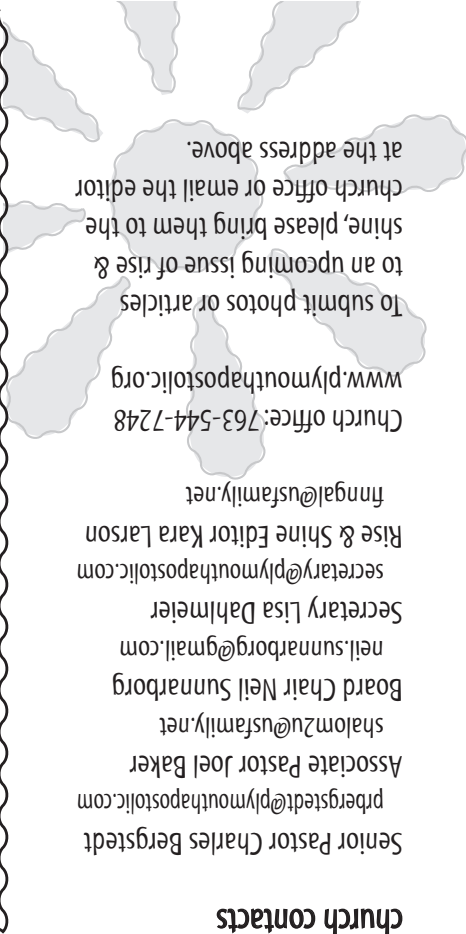 church contacts
Senior Pastor Charles Bergstedt
prbergstedt@plymouthapostolic.com
Associate Pastor Joel Baker
shalom2u@usfamily.net
Board Chair Neil Sunnarborg
neil.sunnarborg@gmail.com
Secretary Lisa Dahlmeier
secretary@plymouthapostolic.com
Rise & Shine Editor Kara Larson
finngal@usfamily.net
Church office: 763-544-7248
www.plymouthapostolic.org
To submit photos or articles
to an upcoming issue of rise &
shine, please bring them to the
church office or email the editor
at the address above.